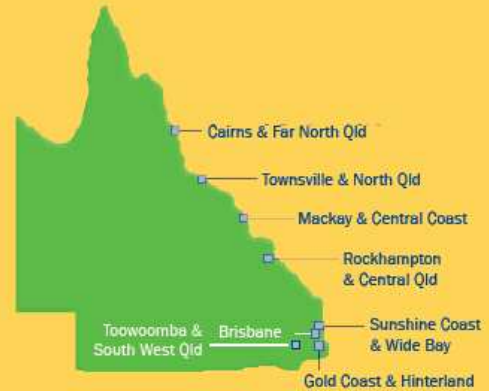 Cairns & Far North Qld
Townsville & North Qld
Mackay & Central Coast
Rockhampton
& Central Qld
Sunshine Coast
& Wide Bay
Brisbane
Toowoomba &
South West Qld
Gold Coast & Hinterland